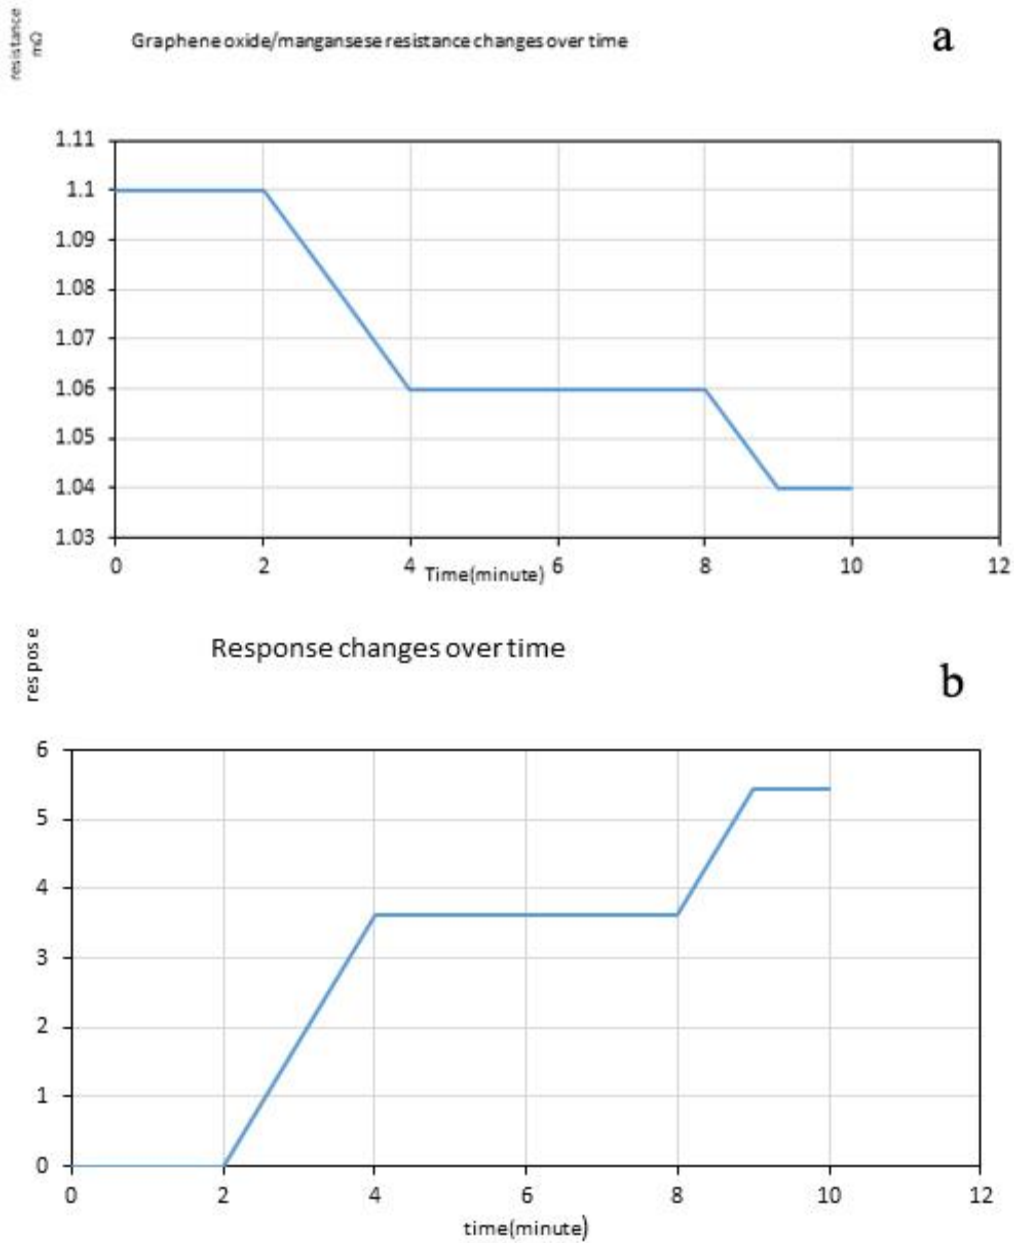 resistance
mΩ
Graphene oxide/mangansese resistance changes over time
a
1.11
1.1
1.09
1.08
1.07
1.06
1.05
1.04
1.03
0 2 4 6 8 10 12
Time(minute)
respose
Response changes over time
b
6
5
4
3
2
1
0
0 2 4 6 8 10 12
time(minute)